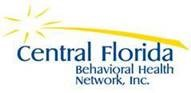 Central Florida
Behavioral Health
Network, Inc.